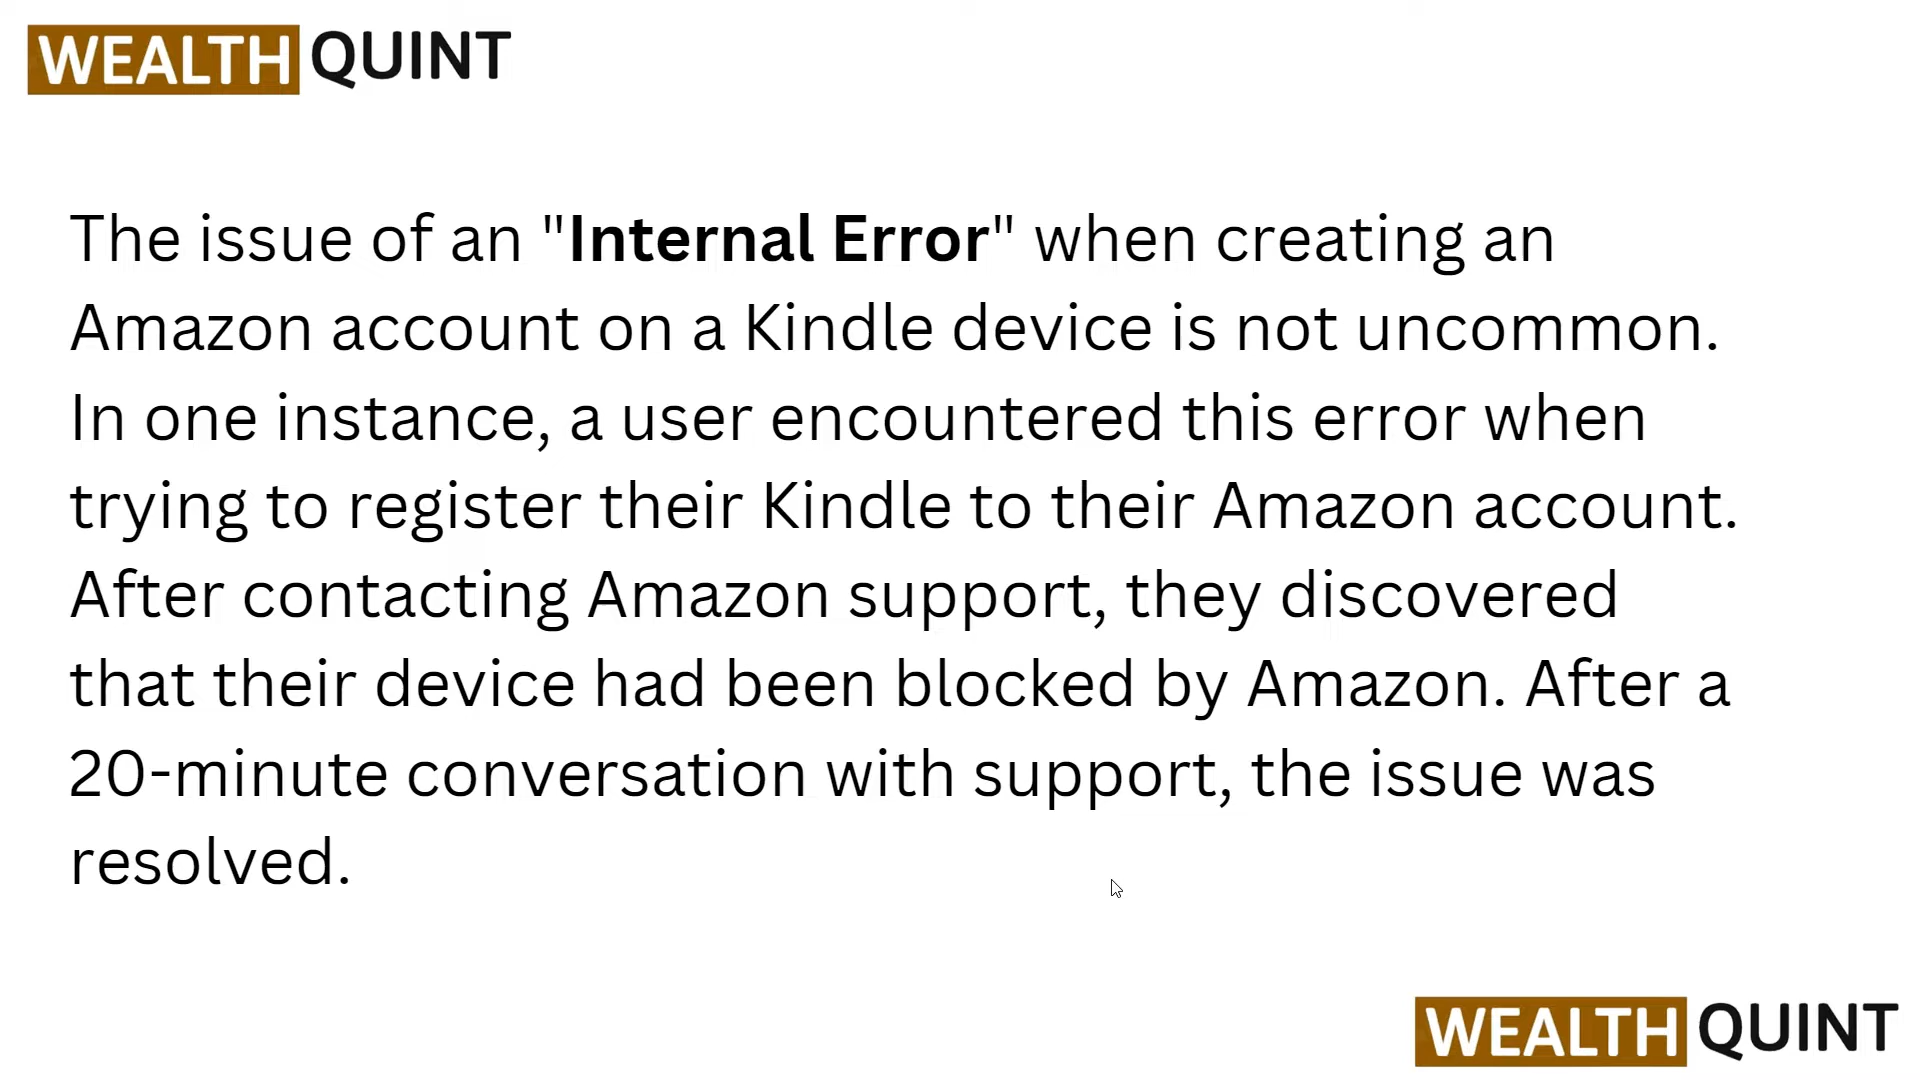 WEALTH QUINT
The issue of an "Internal Error" when creating an
Amazon account on a Kindle device is not uncommon.
In one instance, a user encountered this error when
trying to register their Kindle to their Amazon account.
After contacting Amazon support, they discovered
that their device had been blocked by Amazon. After a
20-minute conversation with support, the issue was
resolved.
WEALTH QUINT